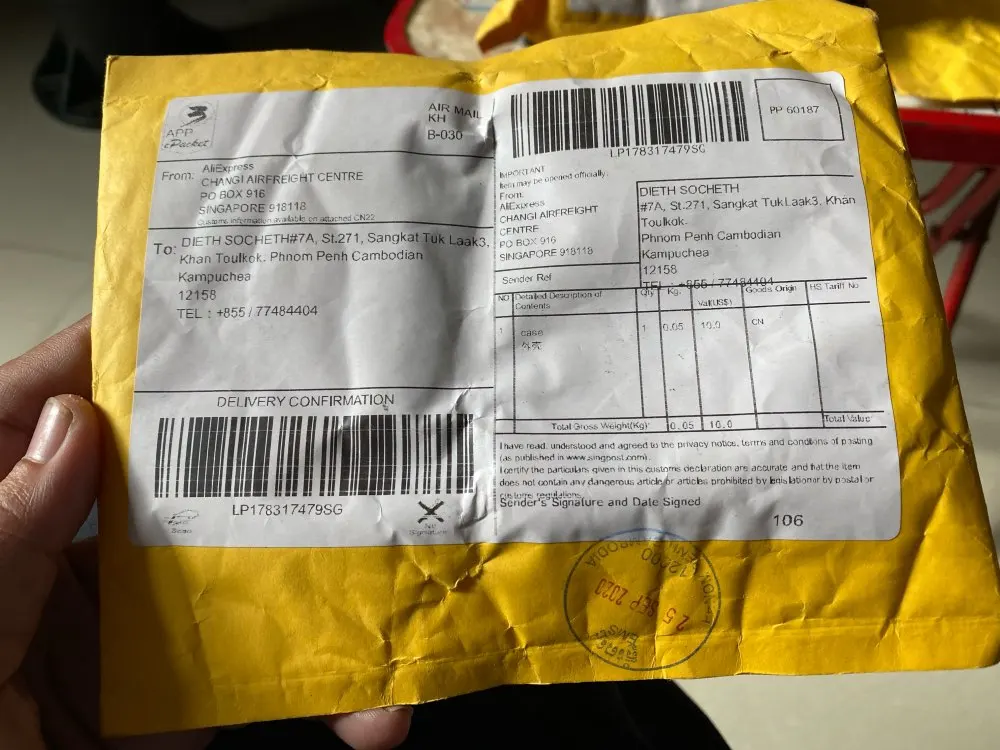 APP
ePacket
AIR MAIL
KH
B-030
From: AliExpress
CHANGI AIRFREIGHT CENTRE
PO BOX 916
SINGAPORE 918118
Customs information available on attached CN22
To: DIETH SOCHETH#7A, St.271, Sangkat Tuk Laak3,
Khan Toulkok. Phnom Penh Cambodian
Kampuchea
12158
TEL : +855 / 77484404
DELIVERY CONFIRMATION
LP178317479SG
Scan
No
Signature
LP178317479SG
PP 60187
IMPORTANT
Item may be opened officially.
From:
AliExpress
CHANGI AIRFREIGHT
CENTRE
PO BOX 916
SINGAPORE 918118
Sender Ref
DIETH SOCHETH
#7A, St.271, Sangkat Tuk Laak3, Khan
Toulkok.
Phnom Penh Cambodian
Kampuchea
12158
TEL : +855 / 77484404
NO Detailed Description of Contents Qty Kg. Val(US$) Goods Origin HS Tariff No
1 case 1 0.05 10.0 CN
外壳
Total Gross Weight(Kg) 0.05 10.0 Total Value
I have read, understood and agreed to the privacy notice, terms and conditions of posting
(as published in www.singpost.com).
I certify the particulars given in this customs declaration are accurate and that the item
does not contain any dangerous article or articles prohibited by legislation or by postal or
customs regulations.
Sender's Signature and Date Signed
106
25 SEP 2020